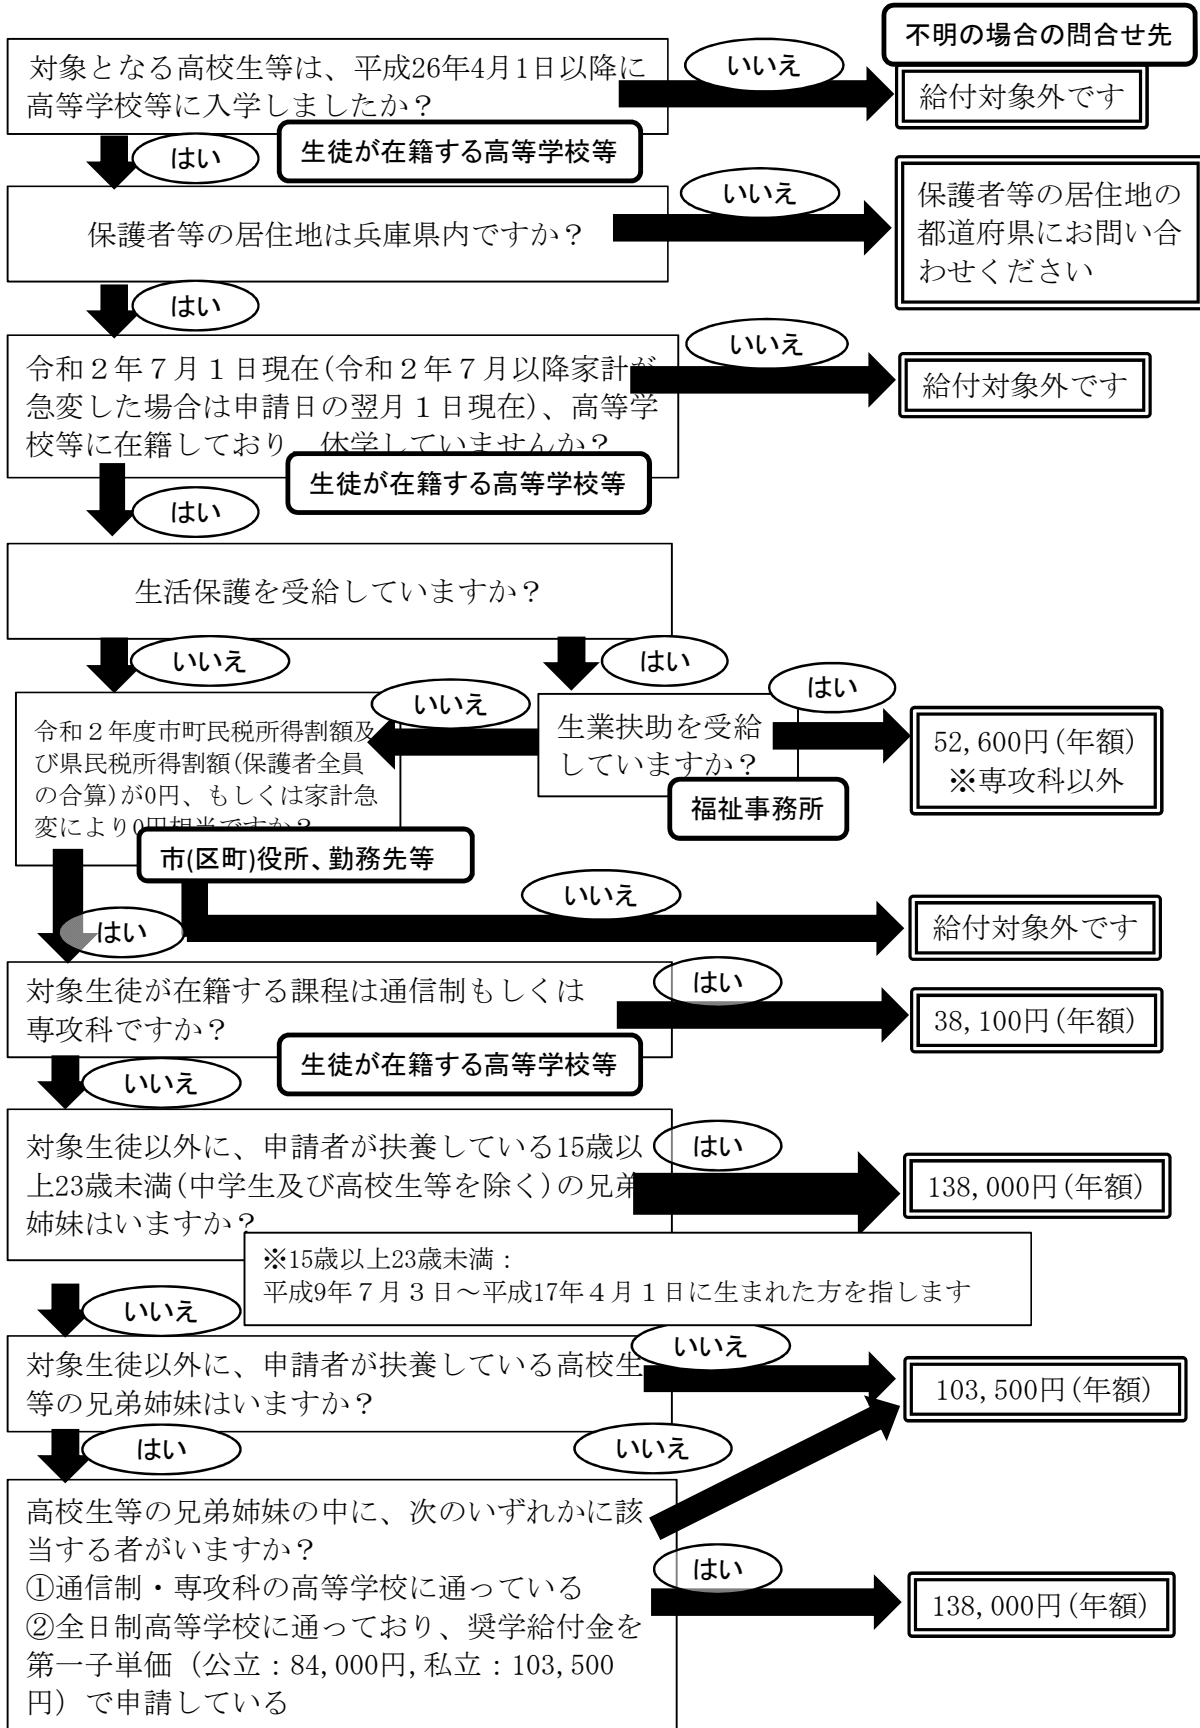 不明の場合の問合せ先
対象となる高校生等は、平成26年4月1日以降に
高等学校等に入学しましたか？
いいえ
給付対象外です
はい
生徒が在籍する高等学校等
保護者等の居住地は兵庫県内ですか？
いいえ
保護者等の居住地の
都道府県にお問い合
わせください
はい
令和２年７月１日現在(令和２年７月以降家計が
急変した場合は申請日の翌月１日現在)、高等学
校等に在籍しており、休学していませんか？
いいえ
給付対象外です
生徒が在籍する高等学校等
はい
生活保護を受給していますか？
いいえ
はい
令和２年度市町民税所得割額及
び県民税所得割額(保護者全員
の合算)が0円、もしくは家計急
変により0円相当ですか？
いいえ
生業扶助を受給
していますか？
はい
52,600円(年額)
※専攻科以外
福祉事務所
市(区町)役所、勤務先等
いいえ
給付対象外です
はい
対象生徒が在籍する課程は通信制もしくは
専攻科ですか？
はい
38,100円(年額)
生徒が在籍する高等学校等
いいえ
対象生徒以外に、申請者が扶養している15歳以
上23歳未満(中学生及び高校生等を除く)の兄弟
姉妹はいますか？
はい
138,000円(年額)
※15歳以上23歳未満：
平成9年７月３日～平成17年４月１日に生まれた方を指します
いいえ
対象生徒以外に、申請者が扶養している高校生
等の兄弟姉妹はいますか？
いいえ
103,500円(年額)
はい
いいえ
高校生等の兄弟姉妹の中に、次のいずれかに該
当する者がいますか？
①通信制・専攻科の高等学校に通っている
②全日制高等学校に通っており、奨学給付金を
第一子単価（公立：84,000円,私立：103,500
円）で申請している
はい
138,000円(年額)